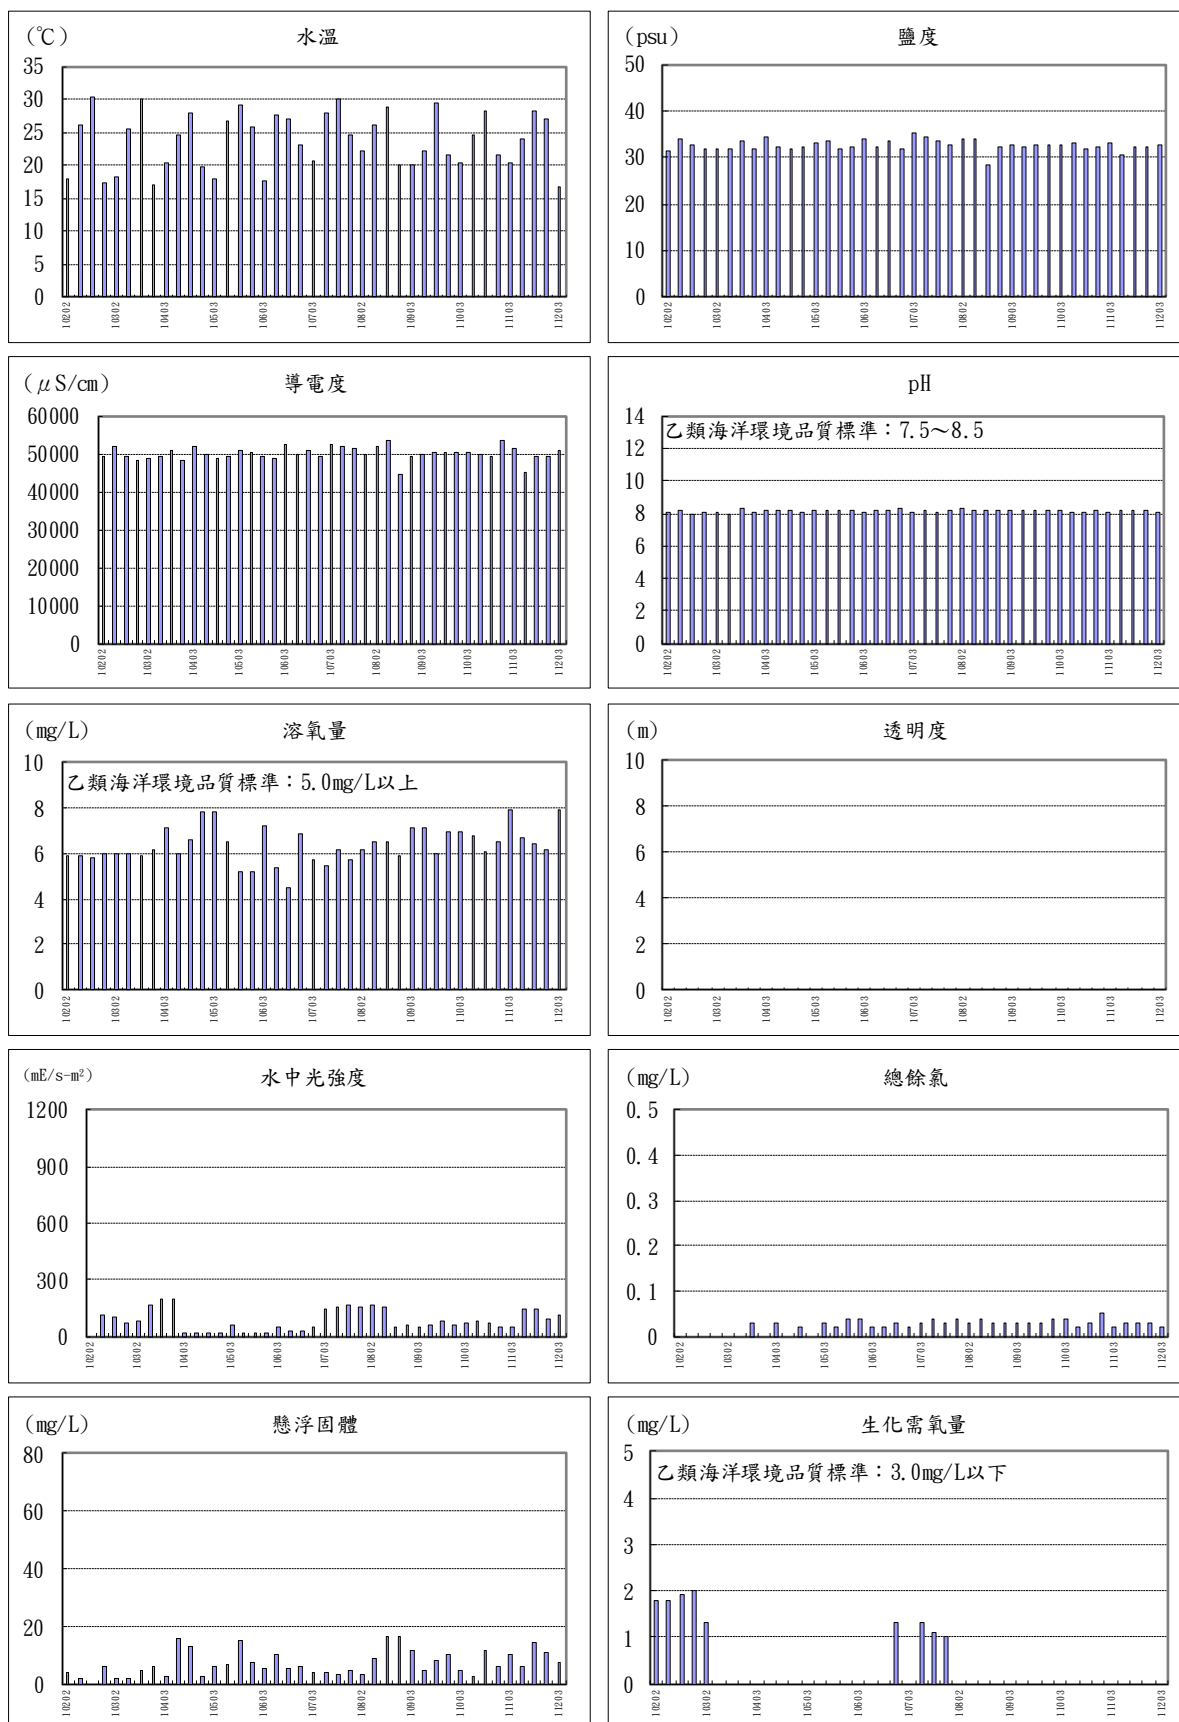 (℃) 水溫
35
30
25
20
15
10
5
0
10202 10302 10403 10503 10603 10703 10802 10903 11003 11103 11203
(psu) 鹽度
50
40
30
20
10
0
10202 10302 10403 10503 10603 10703 10802 10903 11003 11103 11203
(μS/cm) 導電度
60000
50000
40000
30000
20000
10000
0
10202 10302 10403 10503 10603 10703 10802 10903 11003 11103 11203
pH
14
乙類海洋環境品質標準：7.5～8.5
12
10
8
6
4
2
0
10202 10302 10403 10503 10603 10703 10802 10903 11003 11103 11203
(mg/L) 溶氧量
10
乙類海洋環境品質標準：5.0mg/L以上
8
6
4
2
0
10202 10302 10403 10503 10603 10703 10802 10903 11003 11103 11203
(m) 透明度
10
8
6
4
2
0
10202 10302 10403 10503 10603 10703 10802 10903 11003 11103 11203
(mE/s-m²) 水中光強度
1200
900
600
300
0
10202 10302 10403 10503 10603 10703 10802 10903 11003 11103 11203
(mg/L) 總餘氯
0.5
0.4
0.3
0.2
0.1
0
10202 10302 10403 10503 10603 10703 10802 10903 11003 11103 11203
(mg/L) 懸浮固體
80
60
40
20
0
10202 10302 10403 10503 10603 10703 10802 10903 11003 11103 11203
(mg/L) 生化需氧量
5
乙類海洋環境品質標準：3.0mg/L以下
4
3
2
1
0
10202 10302 10403 10503 10603 10703 10802 10903 11003 11103 11203